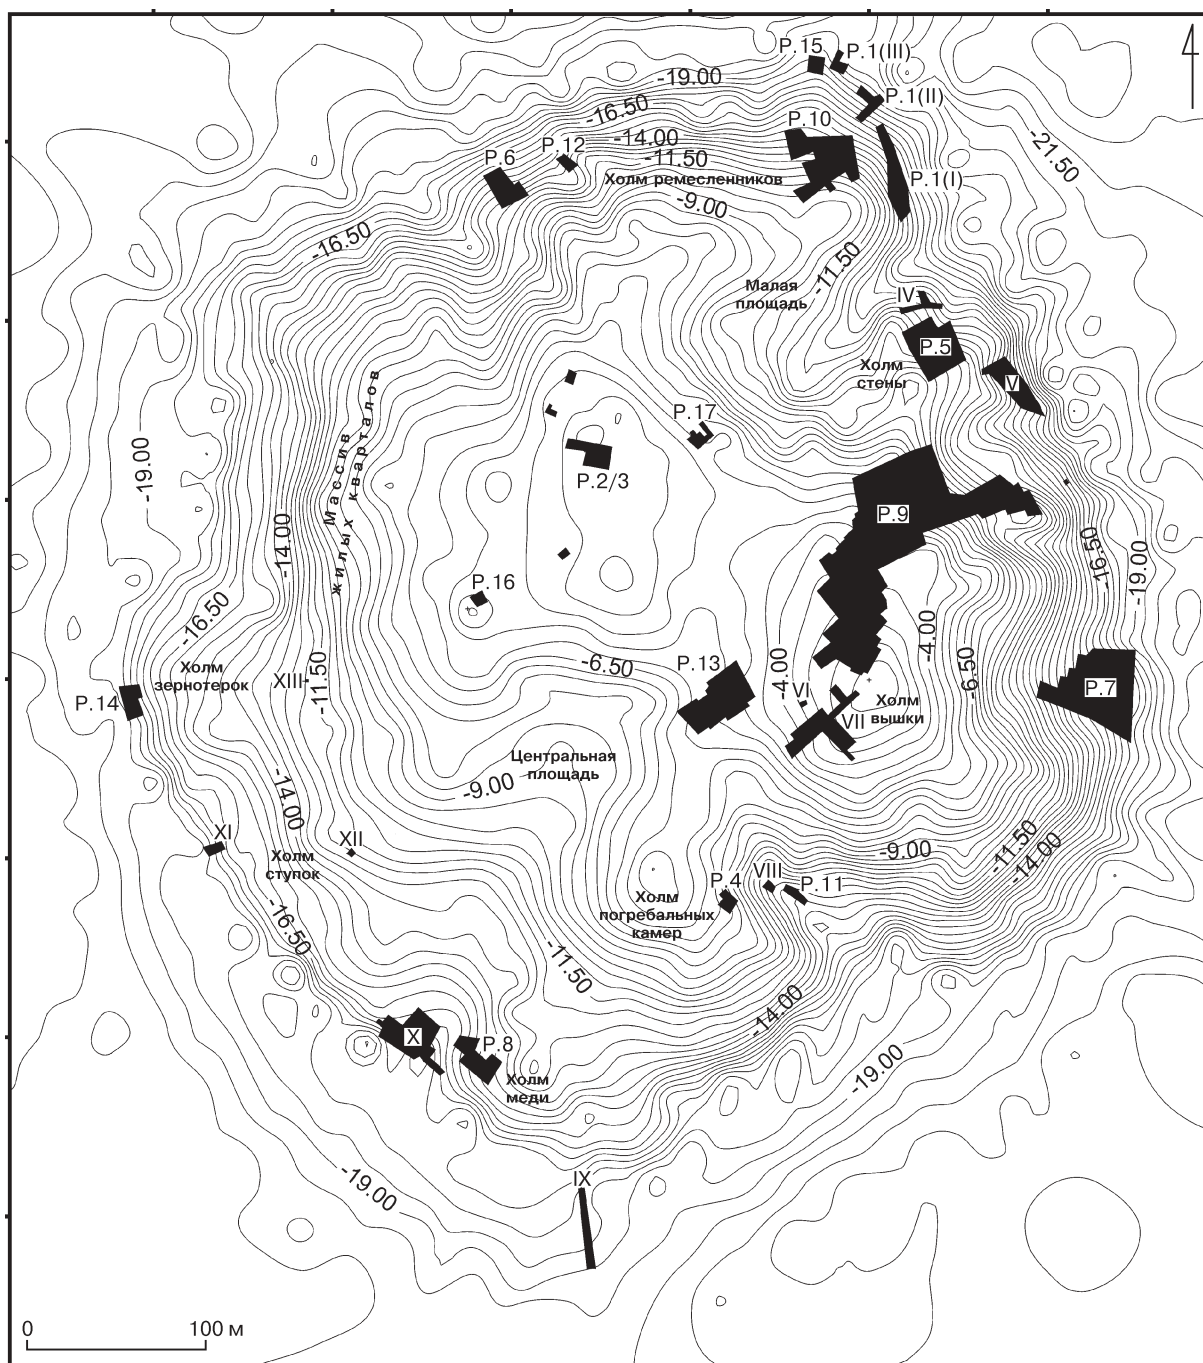 Р.15
Р.1(III)
-19.00
Р.1(II)
-16.50
Р.10
-14.00
Р.12
-11.50
Р.6
-21.50
Холм ремесленников
Р.1(I)
-9.00
-16.50
-11.50
Малая
площадь
IV
Р.5
Холм
стены
V
Массив
жилых кварталов
Р.17
-19.00
Р.2/3
Р.9
-14.00
-16.50
-19.00
Р.16
-16.50
-4.00
-4.00
-6.50
-6.50
Р.13
Холм
зернотерок
XIII
-11.50
Р.14
VI
VII
Холм
вышки
Р.7
Центральная
площадь
-9.00
-14.00
XI
XII
Холм
ступок
-9.00
-11.50
-14.00
Р.4
VIII
Р.11
Холм
погребальных
камер
-16.50
-11.50
-14.00
X
Р.8
Холм
меди
-19.00
-19.00
IX
0
100 м